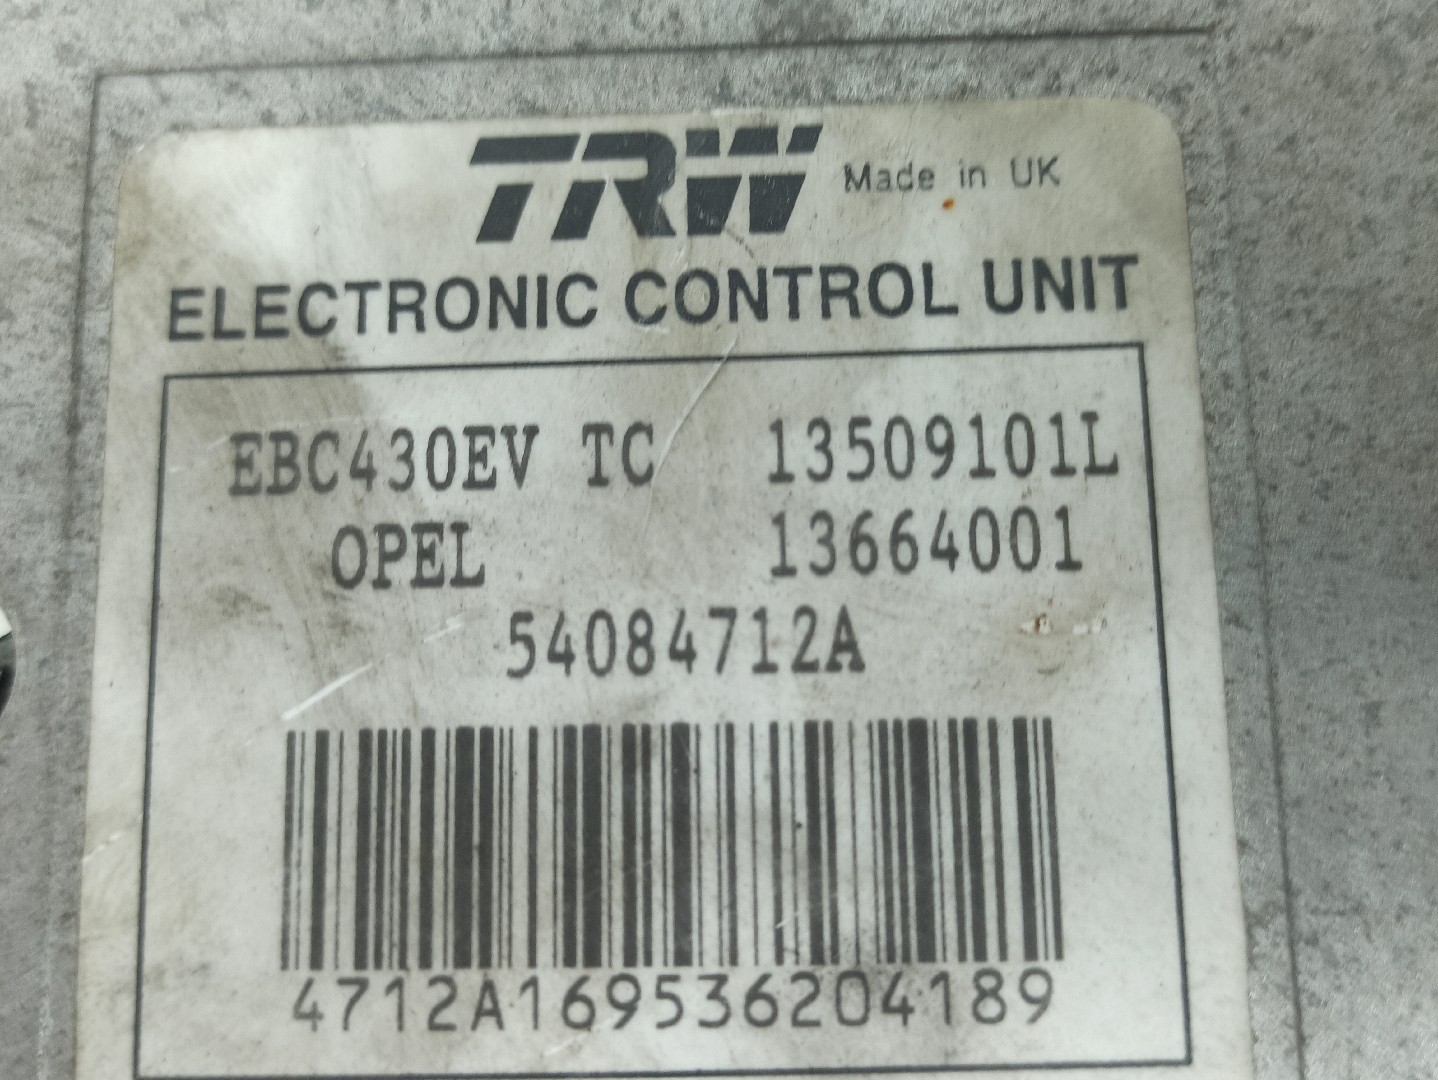 TRW Made in UK
ELECTRONIC CONTROL UNIT
EBC430EV TC 13509101L
OPEL 13664001
54084712A
4712A169536204189